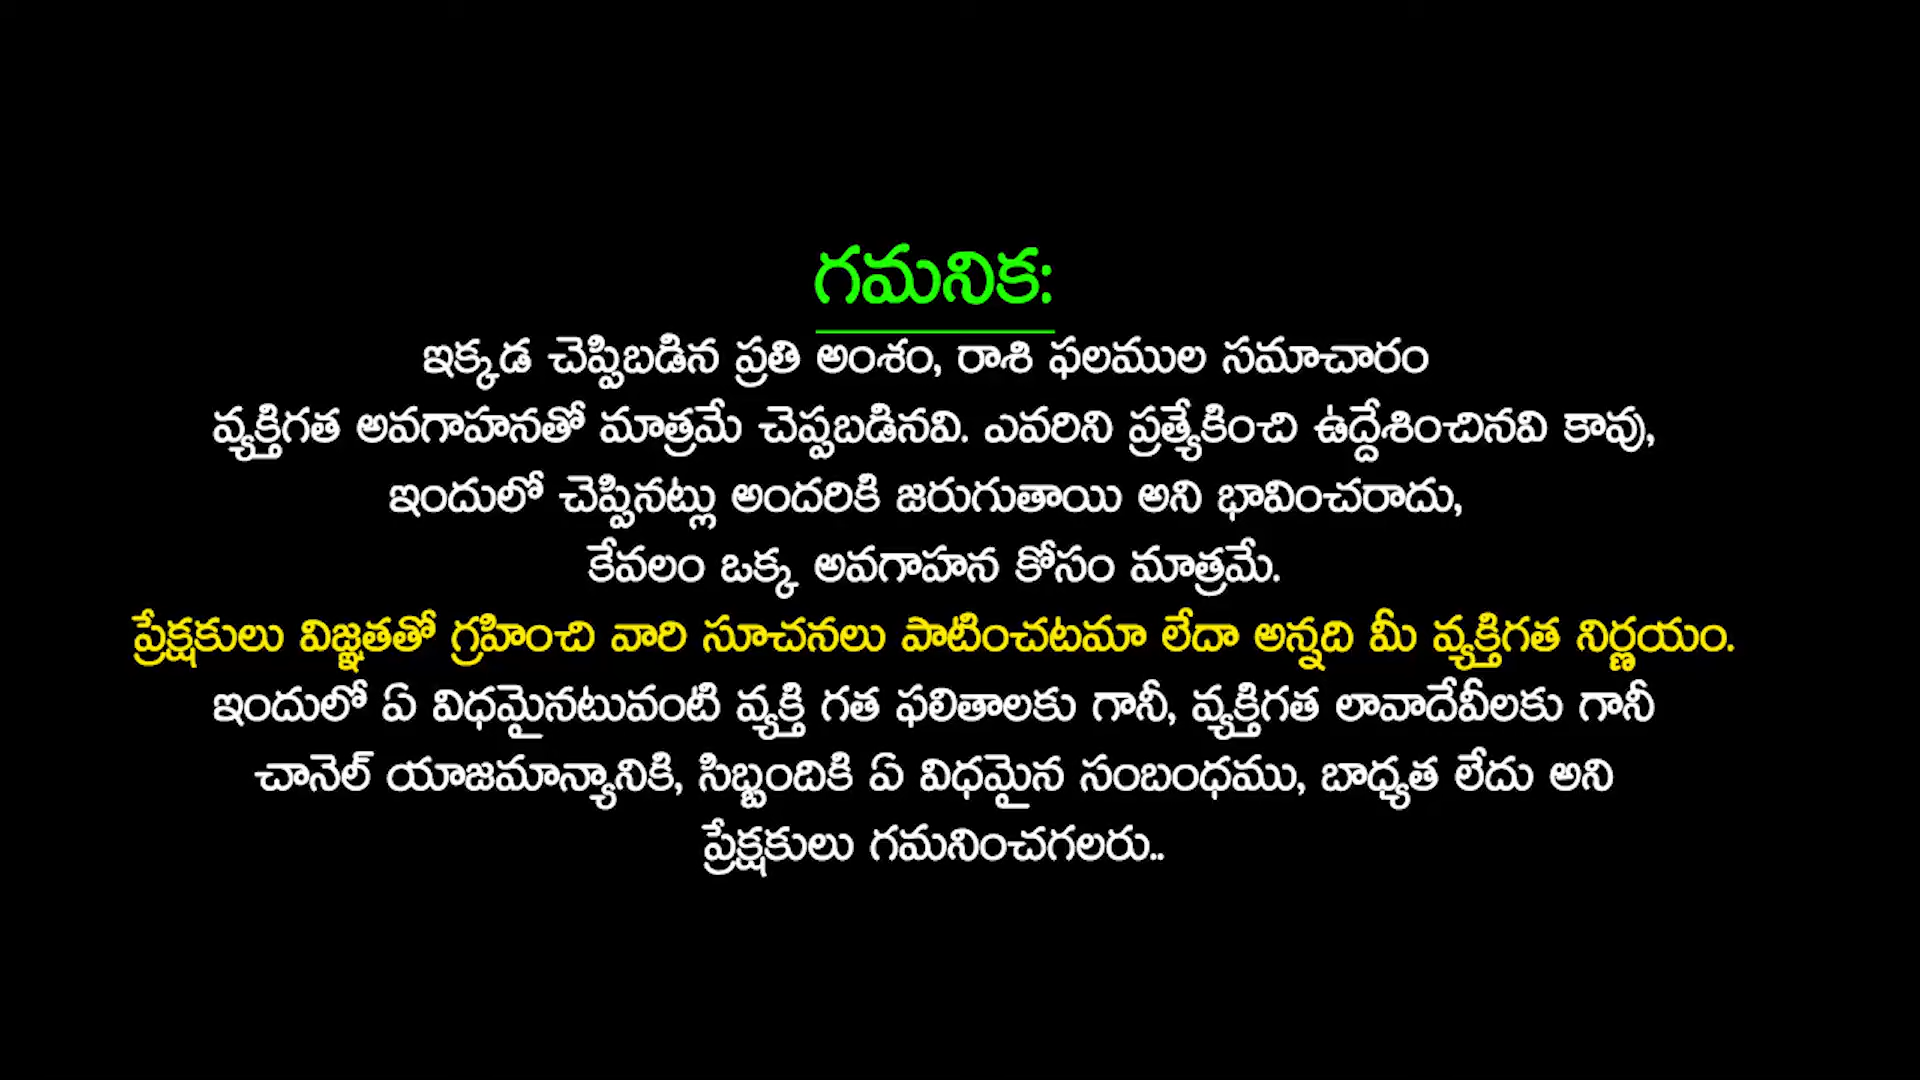 గమనిక:
ఇక్కడ చెప్పిబడిన ప్రతి అంశం, రాశి ఫలముల సమాచారం
వ్యక్తిగత అవగాహనతో మాత్రమే చెప్పబడినవి. ఎవరిని ప్రత్యేకించి ఉద్దేశించినవి కావు,
ఇందులో చెప్పినట్లు అందరికి జరుగుతాయి అని భావించరాదు,
కేవలం ఒక్క అవగాహన కోసం మాత్రమే.
ప్రేక్షకులు విజ్ఞతతో గ్రహించి వారి సూచనలు పాటించటమా లేదా అన్నది మీ వ్యక్తిగత నిర్ణయం.
ఇందులో ఏ విధమైనటువంటి వ్యక్తి గత ఫలితాలకు గానీ, వ్యక్తిగత లావాదేవీలకు గానీ
చానెల్ యాజమాన్యానికి, సిబ్బందికి ఏ విధమైన సంబంధము, బాధ్యత లేదు అని
ప్రేక్షకులు గమనించగలరు..